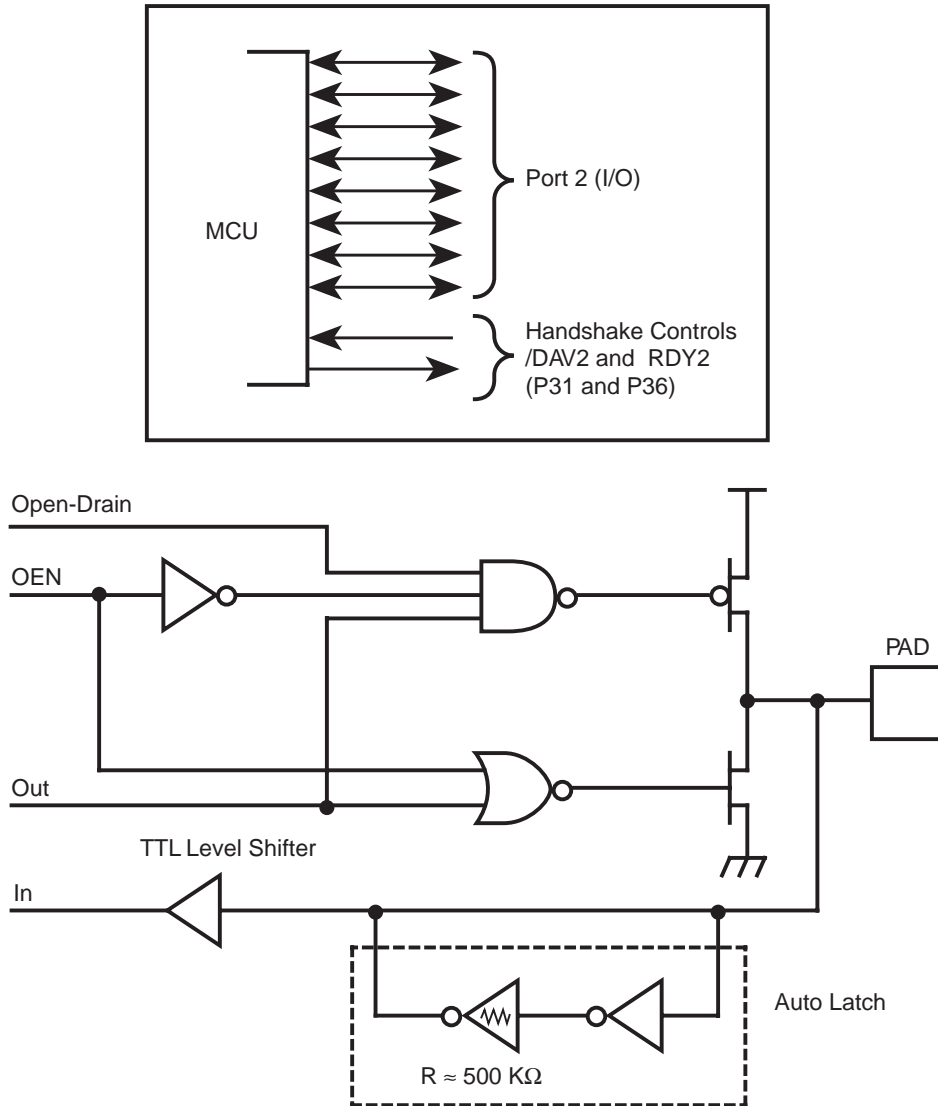 MCU
Port 2 (I/O)
Handshake Controls
/DAV2 and RDY2
(P31 and P36)
Open-Drain
OEN
PAD
Out
TTL Level Shifter
In
Auto Latch
R ≈ 500 KΩ